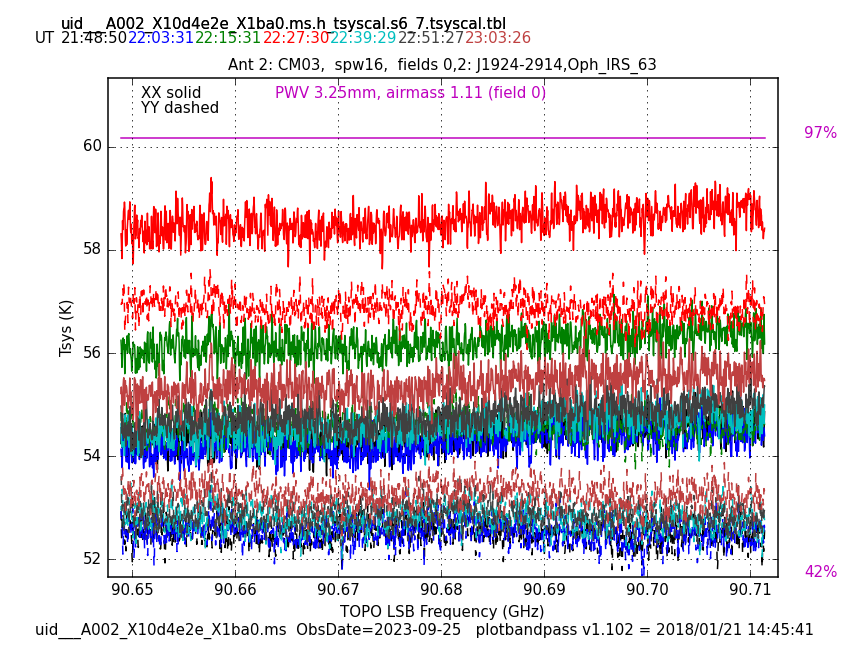 uid___A002_X10d4e2e_X1ba0.ms.h_tsyscal.s6_7.tsyscal.tbl
UT 21:48:50 22:03:31 22:15:31 22:27:30 22:39:29 22:51:27 23:03:26
Ant 2: CM03,  spw16,  fields 0,2: J1924-2914,Oph_IRS_63
XX solid
PWV 3.25mm, airmass 1.11 (field 0)
YY dashed
97%
60
58
56
54
52
Tsys (K)
42%
90.65 90.66 90.67 90.68 90.69 90.70 90.71
TOPO LSB Frequency (GHz)
uid___A002_X10d4e2e_X1ba0.ms  ObsDate=2023-09-25   plotbandpass v1.102 = 2018/01/21 14:45:41